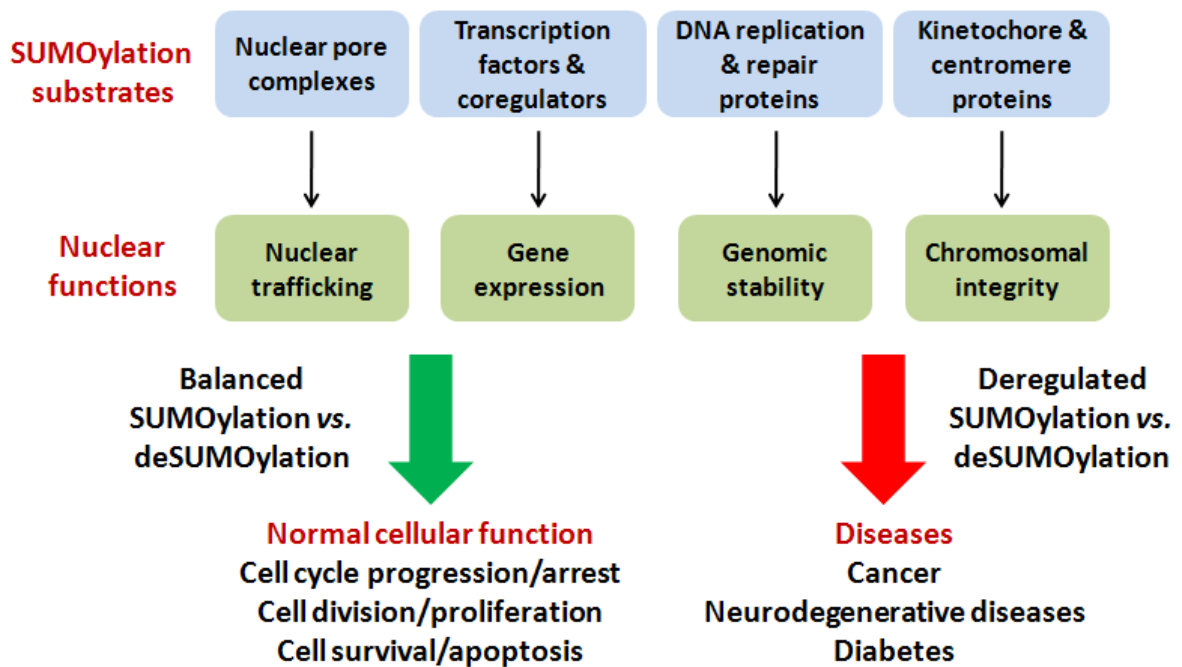 SUMOylation
substrates
Nuclear pore
complexes
Transcription
factors &
coregulators
DNA replication
& repair
proteins
Kinetochore &
centromere
proteins
Nuclear
functions
Nuclear
trafficking
Gene
expression
Genomic
stability
Chromosomal
integrity
Balanced
SUMOylation vs.
deSUMOylation
Deregulated
SUMOylation vs.
deSUMOylation
Normal cellular function
Cell cycle progression/arrest
Cell division/proliferation
Cell survival/apoptosis
Diseases
Cancer
Neurodegenerative diseases
Diabetes